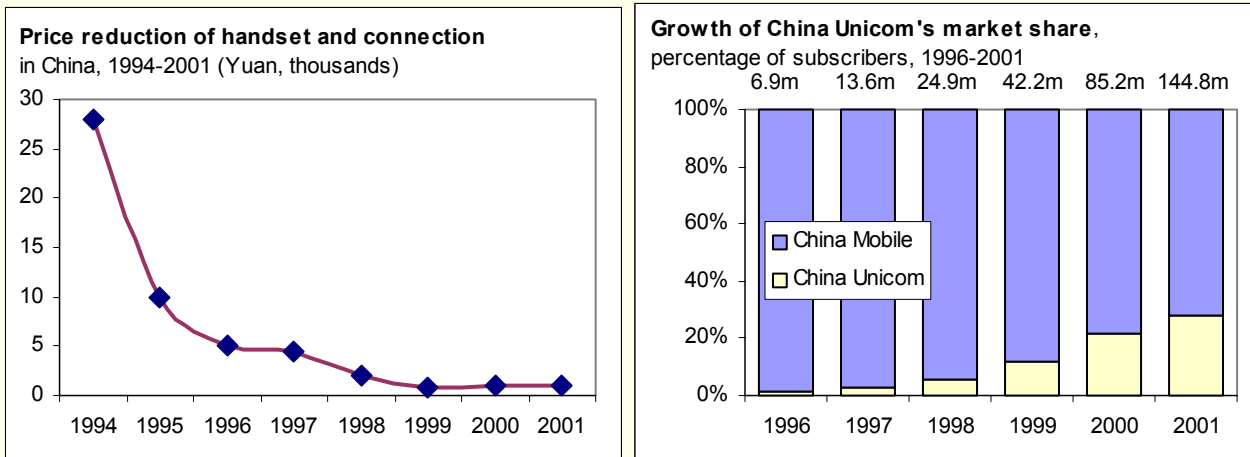 Price reduction of handset and connection
in China, 1994-2001 (Yuan, thousands)
30
25
20
15
10
5
0
1994 1995 1996 1997 1998 1999 2000 2001
Growth of China Unicom's market share,
percentage of subscribers, 1996-2001
6.9m 13.6m 24.9m 42.2m 85.2m 144.8m
100%
80%
60%
40%
20%
0%
China Mobile
China Unicom
1996 1997 1998 1999 2000 2001